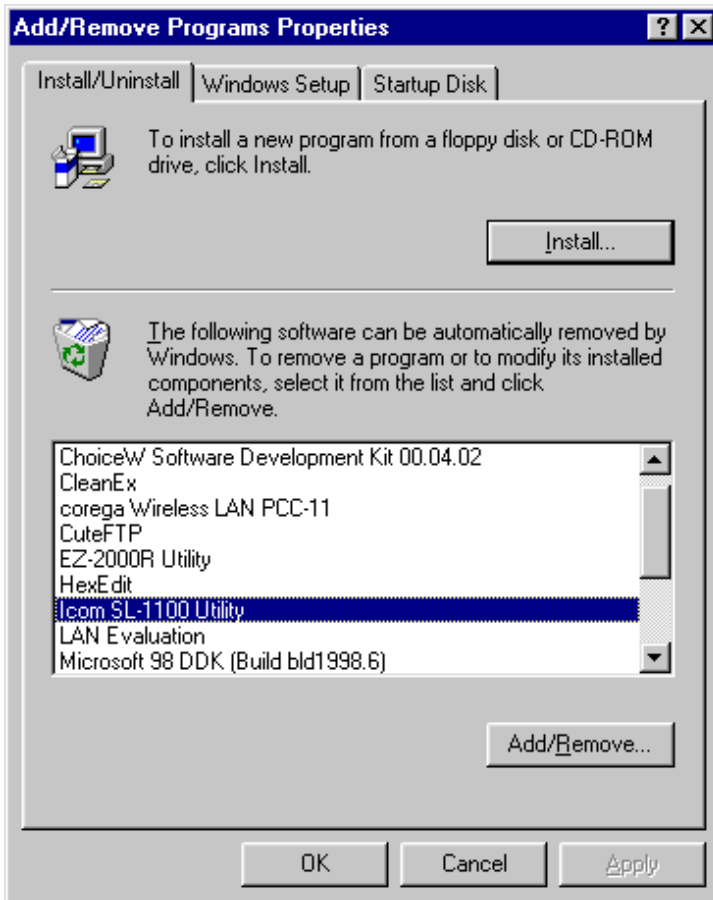 Add/Remove Programs Properties
Install/Uninstall
Windows Setup
Startup Disk
To install a new program from a floppy disk or CD-ROM
drive, click Install.
Install...
The following software can be automatically removed by
Windows. To remove a program or to modify its installed
components, select it from the list and click
Add/Remove.
ChoiceW Software Development Kit 00.04.02
CleanEx
corega Wireless LAN PCC-11
CuteFTP
EZ-2000R Utility
HexEdit
Icom SL-1100 Utility
LAN Evaluation
Microsoft 98 DDK (Build bld1998.6)
Add/Remove...
OK
Cancel
Apply